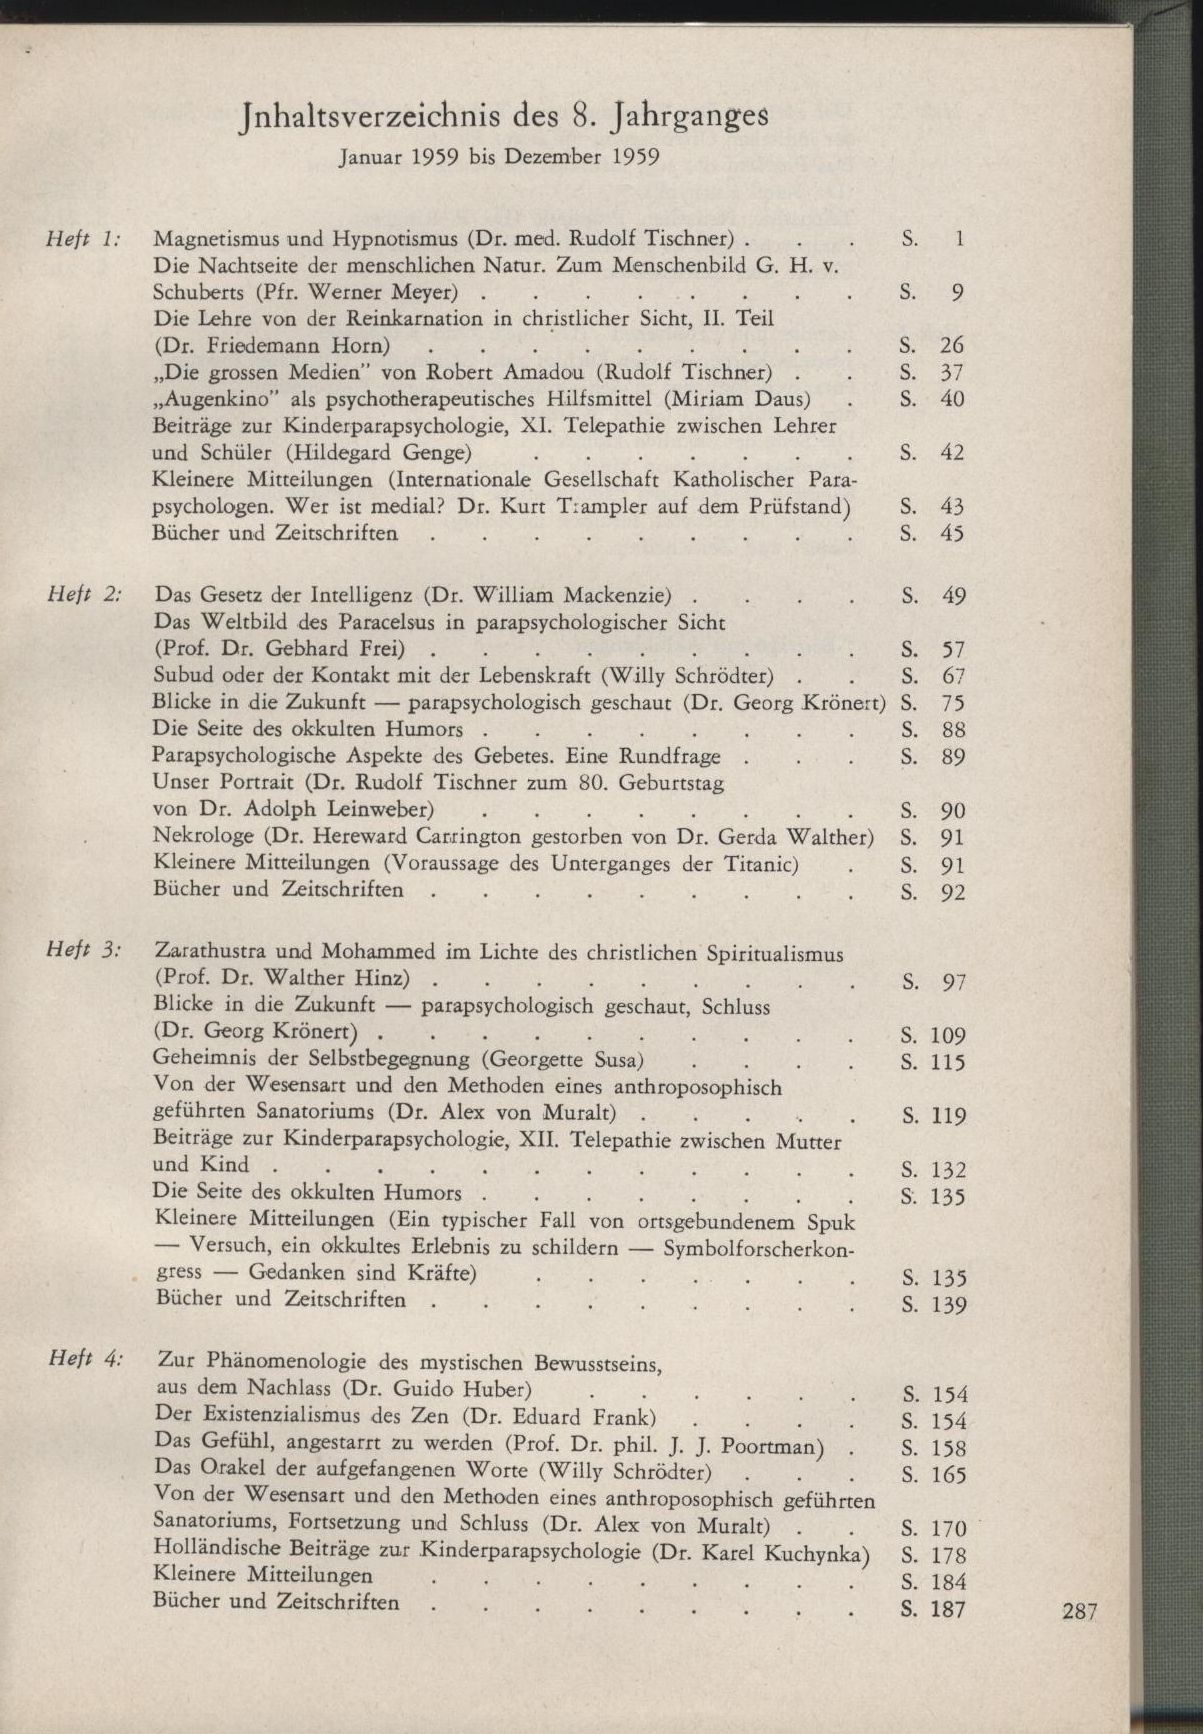 Jnhaltsverzeichnis des 8. Jahrganges
Januar 1959 bis Dezember 1959
Heft 1: Magnetismus und Hypnotismus (Dr. med. Rudolf Tischner) . . . S. 1
Die Nachtseite der menschlichen Natur. Zum Menschenbild G. H. v.
Schuberts (Pfr. Werner Meyer) . . . . . . . . S. 9
Die Lehre von der Reinkarnation in christlicher Sicht, II. Teil
(Dr. Friedemann Horn) . . . . . . . . . S. 26
„Die grossen Medien" von Robert Amadou (Rudolf Tischner) . . S. 37
„Augenkino" als psychotherapeutisches Hilfsmittel (Miriam Daus) . S. 40
Beiträge zur Kinderparapsychologie, XI. Telepathie zwischen Lehrer
und Schüler (Hildegard Genge) . . . . . . . S. 42
Kleinere Mitteilungen (Internationale Gesellschaft Katholischer Para-
psychologen. Wer ist medial? Dr. Kurt Trampler auf dem Prüfstand) S. 43
Bücher und Zeitschriften . . . . . . . . . S. 45
Heft 2: Das Gesetz der Intelligenz (Dr. William Mackenzie) . . . . S. 49
Das Weltbild des Paracelsus in parapsychologischer Sicht
(Prof. Dr. Gebhard Frei) . . . . . . . . . S. 57
Subud oder der Kontakt mit der Lebenskraft (Willy Schrödter) . . S. 67
Blicke in die Zukunft — parapsychologisch geschaut (Dr. Georg Krönert) S. 75
Die Seite des okkulten Humors . . . . . . . . S. 88
Parapsychologische Aspekte des Gebetes. Eine Rundfrage . . . S. 89
Unser Portrait (Dr. Rudolf Tischner zum 80. Geburtstag
von Dr. Adolph Leinweber) . . . . . . . . S. 90
Nekrologe (Dr. Hereward Carrington gestorben von Dr. Gerda Walther) S. 91
Kleinere Mitteilungen (Voraussage des Unterganges der Titanic) . S. 91
Bücher und Zeitschriften . . . . . . . . . S. 92
Heft 3: Zarathustra und Mohammed im Lichte des christlichen Spiritualismus
(Prof. Dr. Walther Hinz) . . . . . . . . . S. 97
Blicke in die Zukunft — parapsychologisch geschaut, Schluss
(Dr. Georg Krönert) . . . . . . . . . . S. 109
Geheimnis der Selbstbegegnung (Georgette Susa) . . . . S. 115
Von der Wesensart und den Methoden eines anthroposophisch
geführten Sanatoriums (Dr. Alex von Muralt) . . . . . S. 119
Beiträge zur Kinderparapsychologie, XII. Telepathie zwischen Mutter
und Kind . . . . . . . . . . . . S. 132
Die Seite des okkulten Humors . . . . . . . . S. 135
Kleinere Mitteilungen (Ein typischer Fall von ortsgebundenem Spuk
— Versuch, ein okkultes Erlebnis zu schildern — Symbolforscherkon-
gress — Gedanken sind Kräfte) . . . . . . . S. 135
Bücher und Zeitschriften . . . . . . . . . S. 139
Heft 4: Zur Phänomenologie des mystischen Bewusstseins,
aus dem Nachlass (Dr. Guido Huber) . . . . . . S. 154
Der Existenzialismus des Zen (Dr. Eduard Frank) . . . . S. 154
Das Gefühl, angestarrt zu werden (Prof. Dr. phil. J. J. Poortman) . S. 158
Das Orakel der aufgefangenen Worte (Willy Schrödter) . . . S. 165
Von der Wesensart und den Methoden eines anthroposophisch geführten
Sanatoriums, Fortsetzung und Schluss (Dr. Alex von Muralt) . . S. 170
Holländische Beiträge zur Kinderparapsychologie (Dr. Karel Kuchynka) S. 178
Kleinere Mitteilungen . . . . . . . . . S. 184
Bücher und Zeitschriften . . . . . . . . . S. 187
287